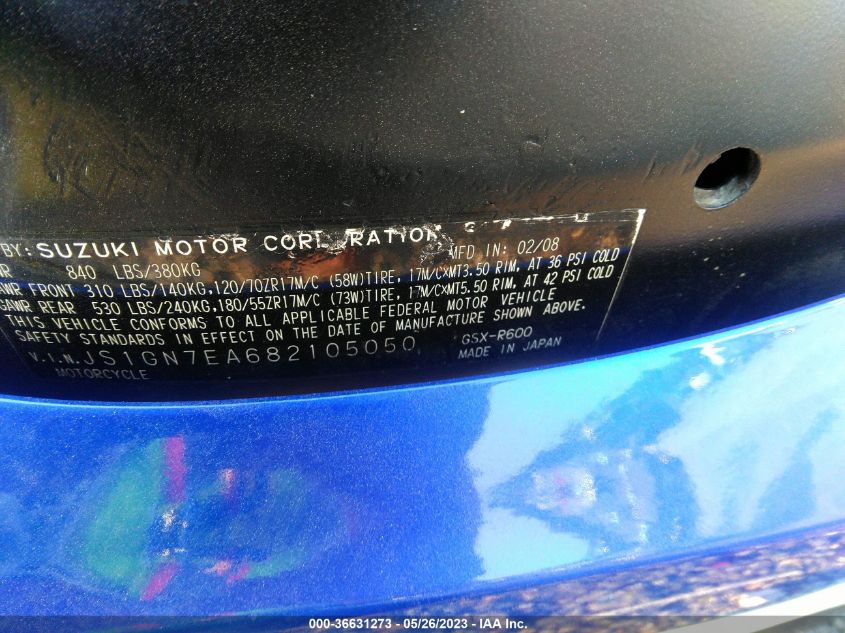 BY: SUZUKI MOTOR CORPORATION MFD IN: 02/08
840 LBS/380KG
FRONT 310 LBS/140KG, 120/70ZR17M/C (58W) TIRE, 17M/C×MT3.50 RIM, AT 36 PSI COLD
GAWR REAR 530 LBS/240KG, 180/55ZR17M/C (73W) TIRE, 17M/C×MT5.50 RIM, AT 42 PSI COLD
THIS VEHICLE CONFORMS TO ALL APPLICABLE FEDERAL MOTOR VEHICLE
SAFETY STANDARDS IN EFFECT ON THE DATE OF MANUFACTURE SHOWN ABOVE.
V.I.N. JS1GN7EA682105050 GSX-R600
MOTORCYCLE MADE IN JAPAN
000-36631273 — 05/26/2023 — IAA Inc.